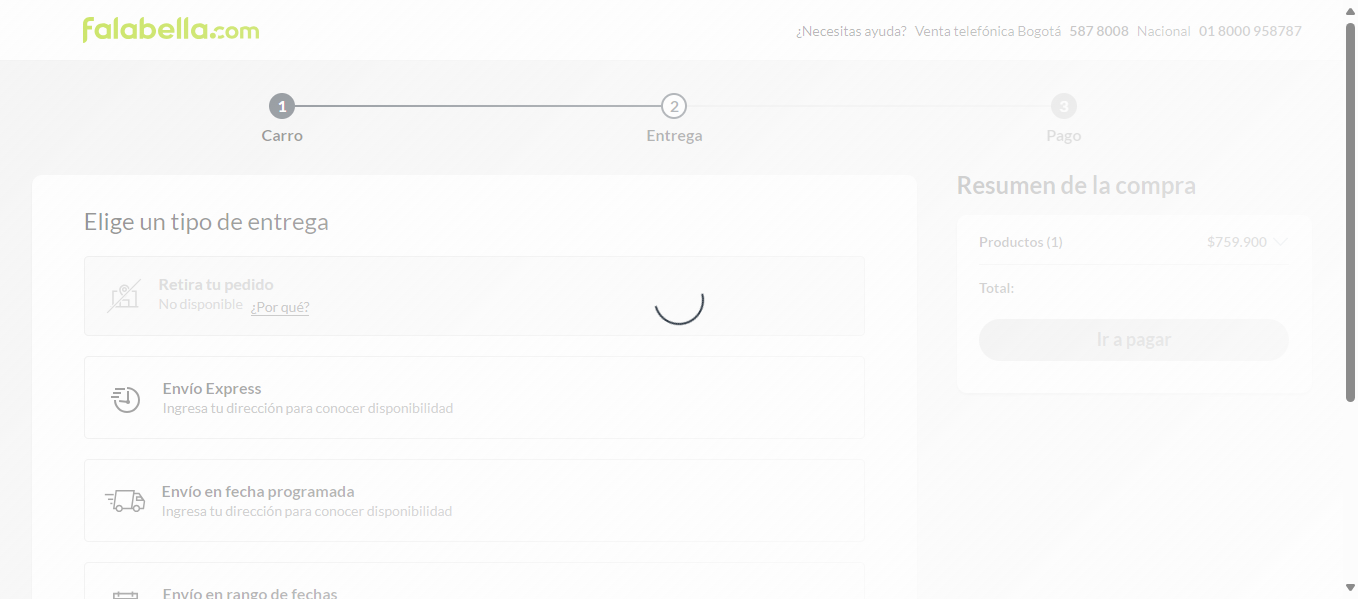 falabella.com
¿Necesitas ayuda? Venta telefónica Bogotá 587 8008 Nacional 01 8000 958787
1
2
3
Carro
Entrega
Pago
Elige un tipo de entrega
Retira tu pedido
No disponible ¿Por qué?
Envío Express
Ingresa tu dirección para conocer disponibilidad
Envío en fecha programada
Ingresa tu dirección para conocer disponibilidad
Envío en rango de fechas
Resumen de la compra
Productos (1) $759.900
Total:
Ir a pagar